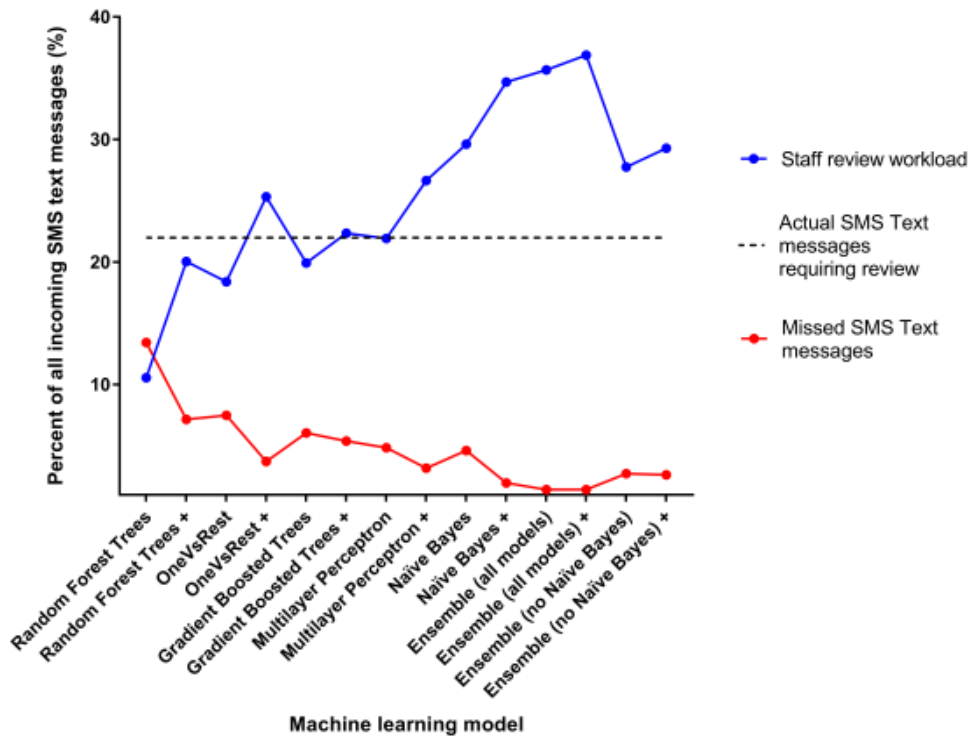 Percent of all incoming SMS text messages (%)
40
30
20
10
Random Forest Trees
Random Forest Trees +
OneVsRest
OneVsRest +
Gradient Boosted Trees
Gradient Boosted Trees +
Multilayer Perceptron
Multilayer Perceptron +
Naïve Bayes
Naïve Bayes +
Ensemble (all models)
Ensemble (all models) +
Ensemble (no Naïve Bayes)
Ensemble (no Naïve Bayes) +
Machine learning model
Staff review workload
Actual SMS Text
messages
requiring review
Missed SMS Text
messages